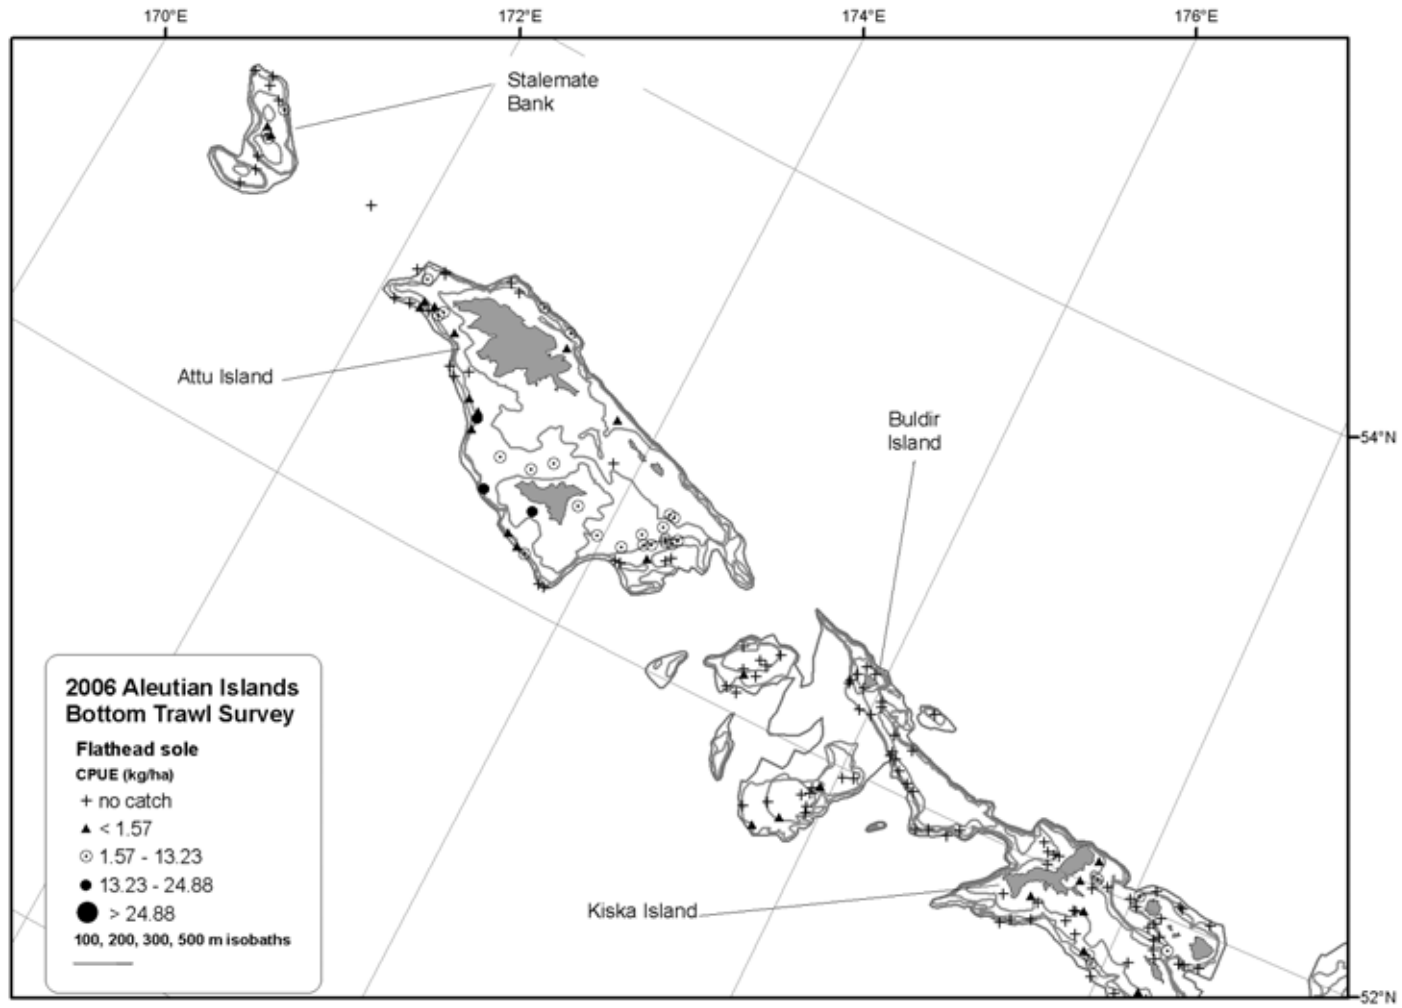 170°E
172°E
174°E
176°E
Stalemate
Bank
Attu Island
Buldir
Island
54°N
2006 Aleutian Islands
Bottom Trawl Survey
Flathead sole
CPUE (kg/ha)
+ no catch
▲ < 1.57
⊙ 1.57 - 13.23
● 13.23 - 24.88
● > 24.88
100, 200, 300, 500 m isobaths
Kiska Island
52°N